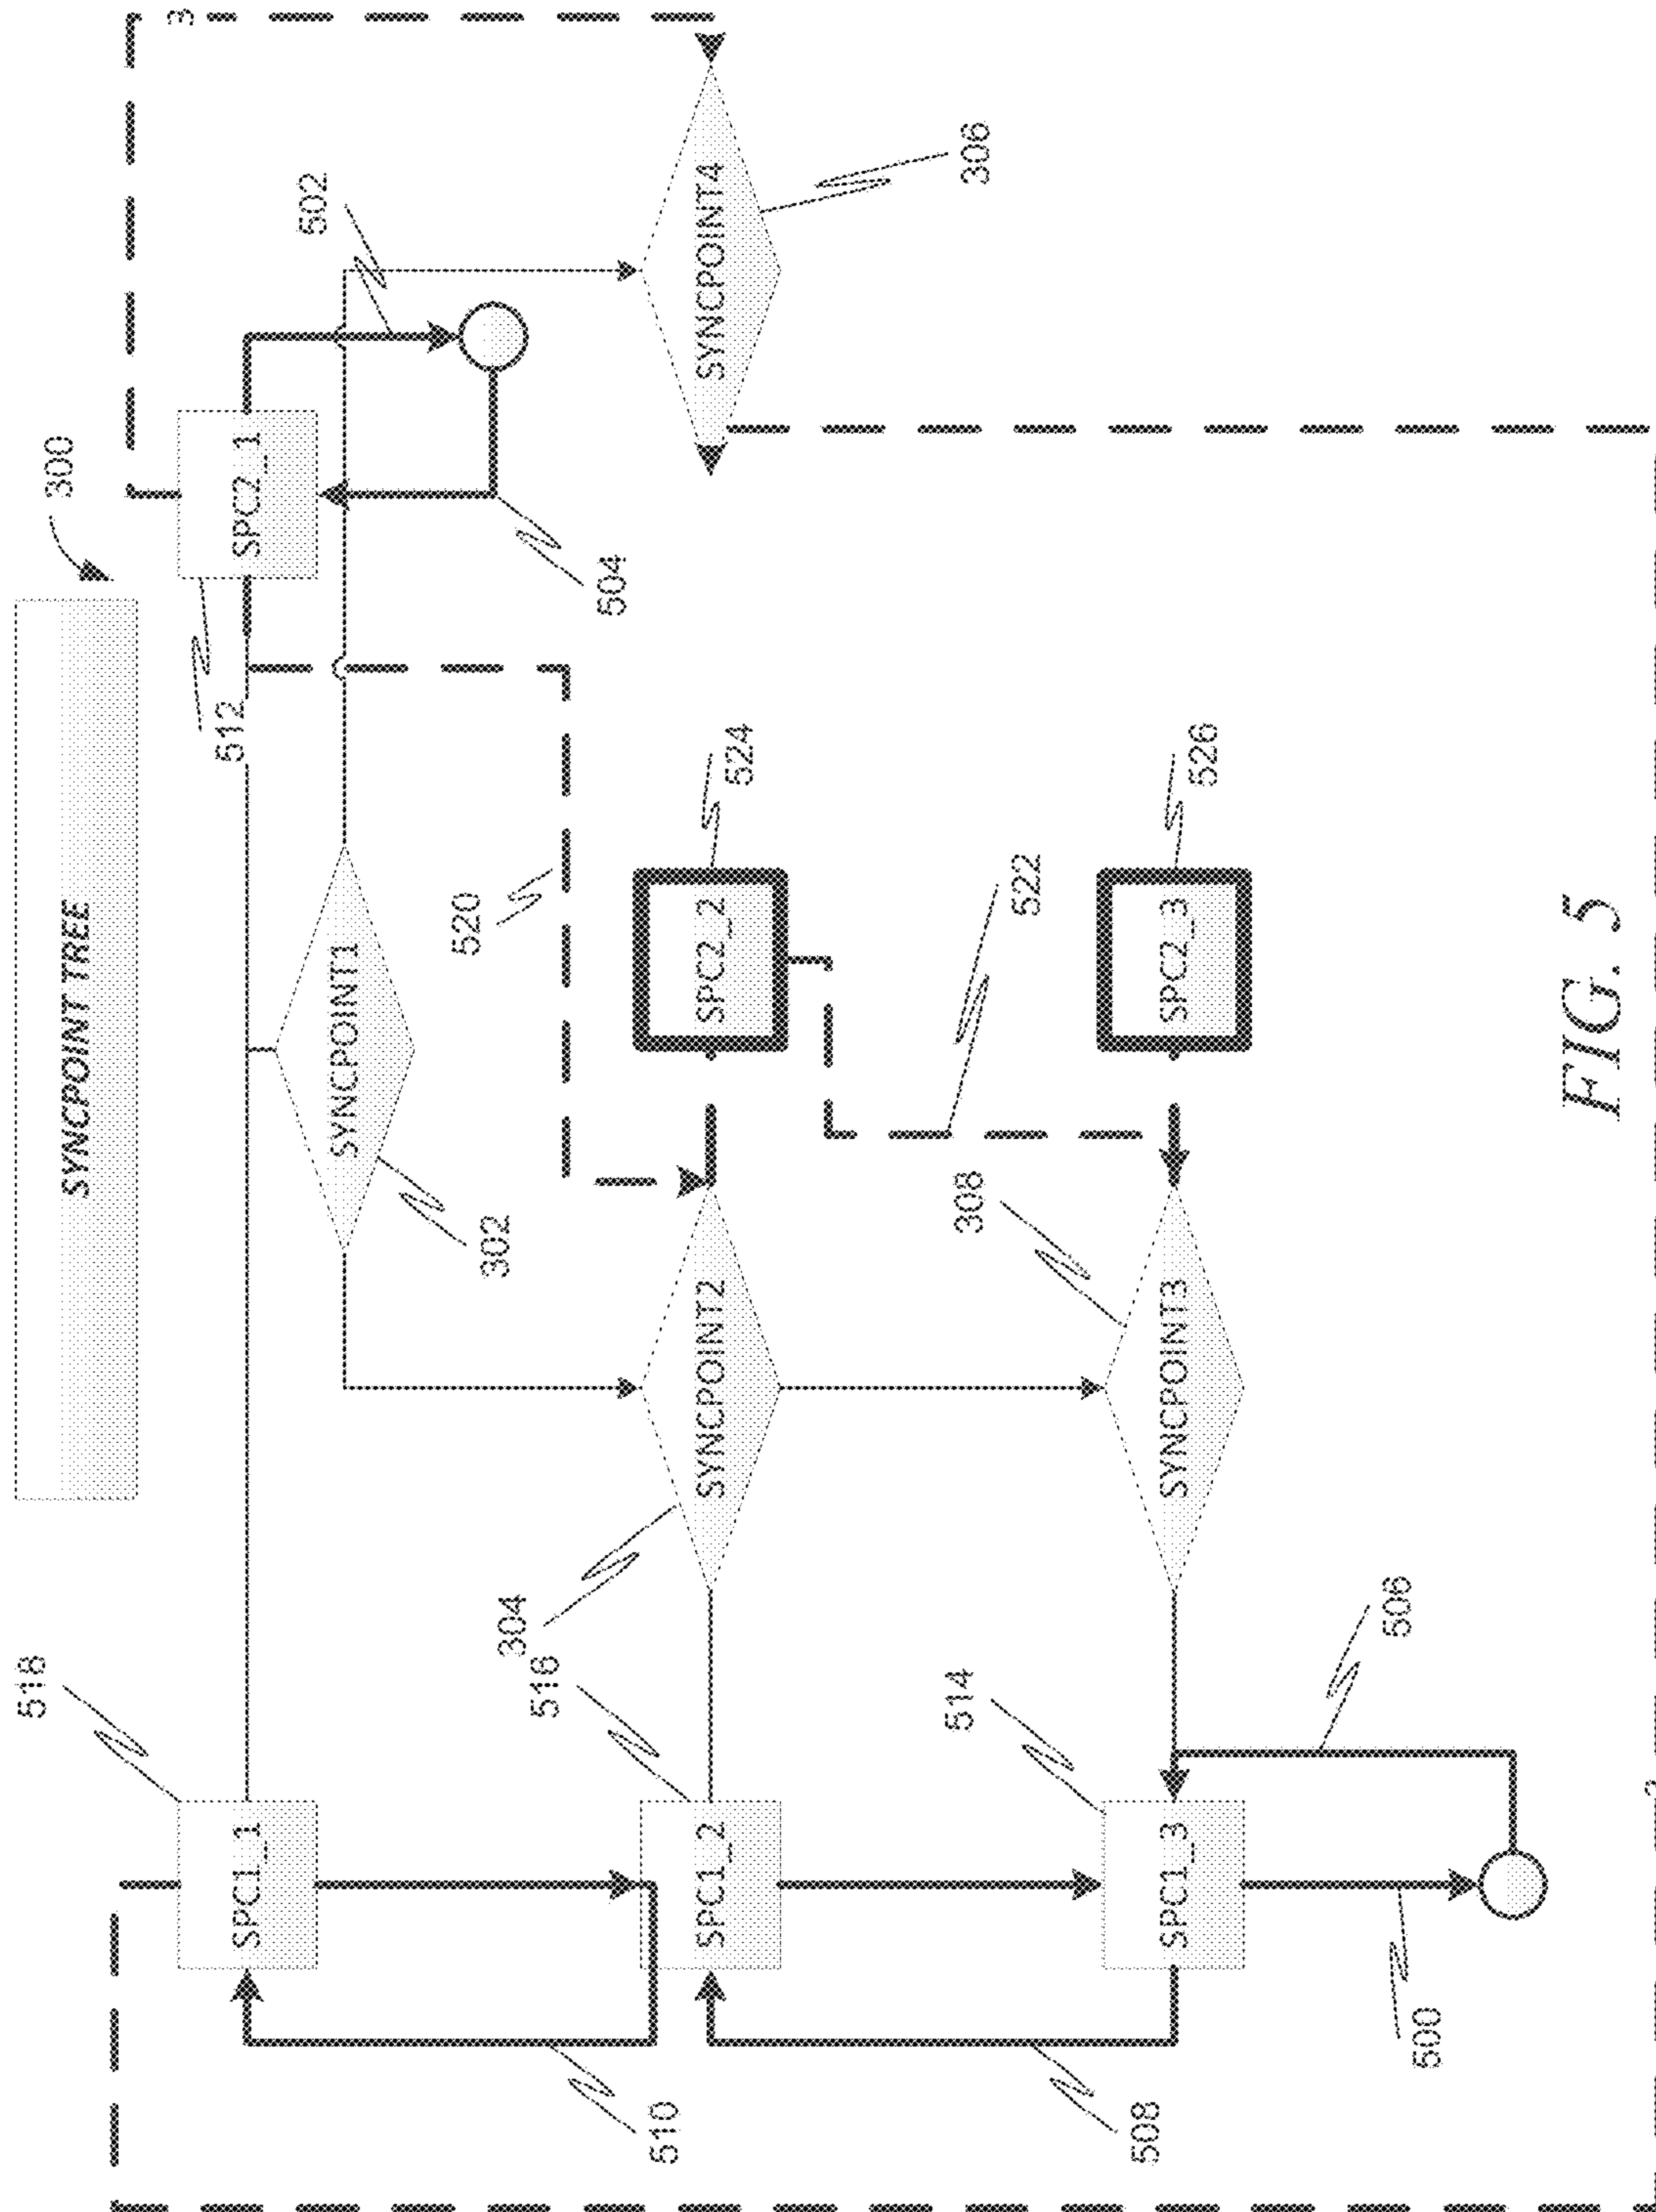 SYNCPOINT TREE
300
518
SPC1_1
512
SPC2_1
502
3
SYNCPOINT1
302
504
520
510
304
516
SPC1_2
SYNCPOINT2
SPC2_2
524
SYNCPOINT4
306
308
522
514
508
SPC1_3
SYNCPOINT3
SPC2_3
526
506
500
FIG. 5